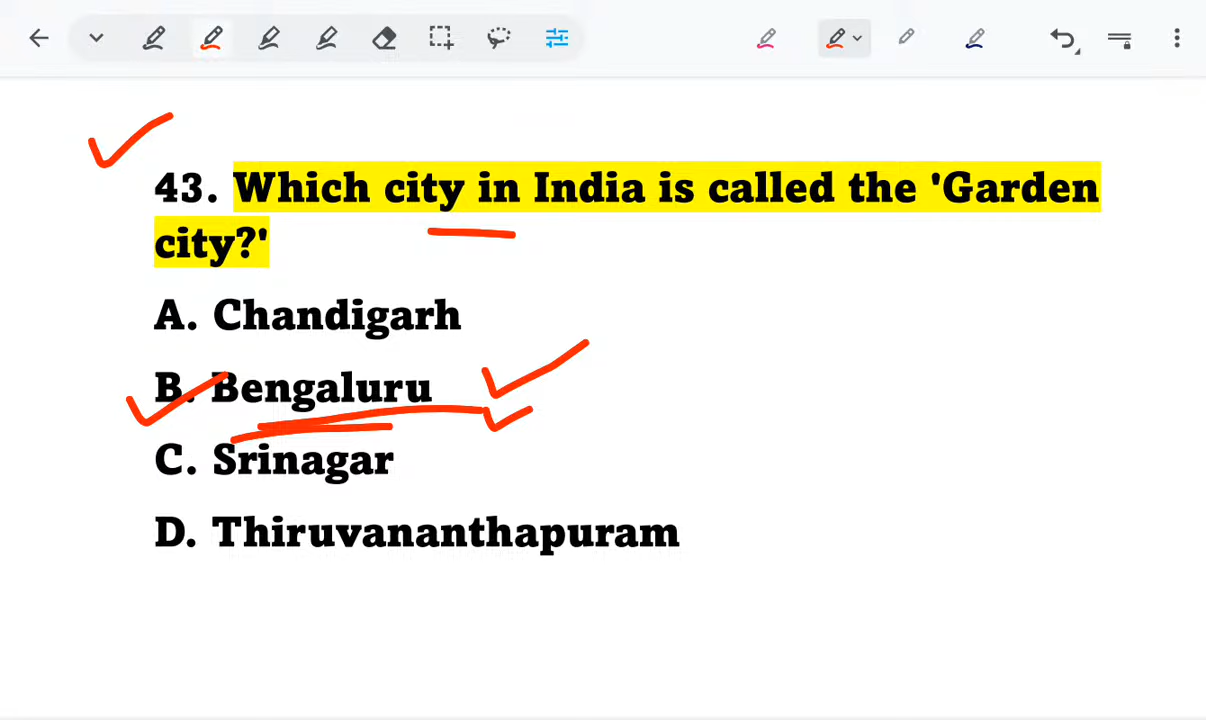 43. Which city in India is called the 'Garden
city?'
A. Chandigarh
B. Bengaluru
C. Srinagar
D. Thiruvananthapuram